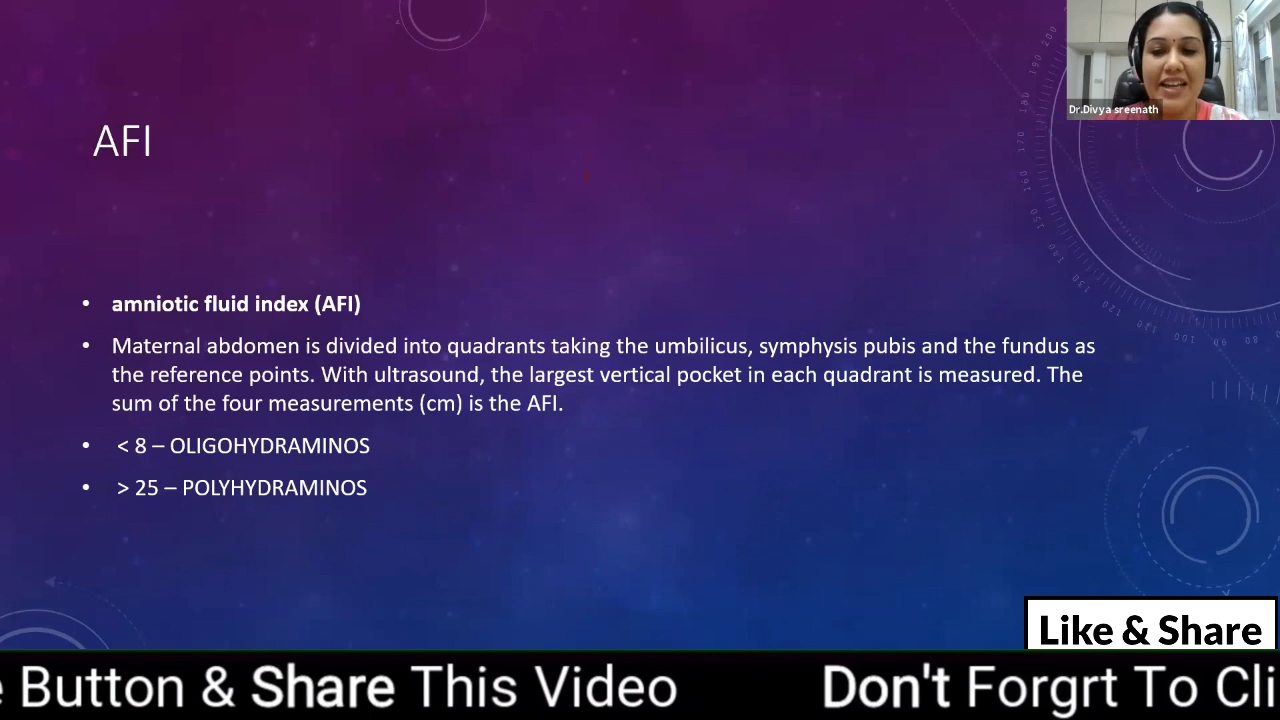 AFI
Dr.Divya sreenath
• amniotic fluid index (AFI)
• Maternal abdomen is divided into quadrants taking the umbilicus, symphysis pubis and the fundus as
the reference points. With ultrasound, the largest vertical pocket in each quadrant is measured. The
sum of the four measurements (cm) is the AFI.
• < 8 – OLIGOHYDRAMINOS
• > 25 – POLYHYDRAMINOS
Like & Share
e Button & Share This Video Don't Forgrt To Cli